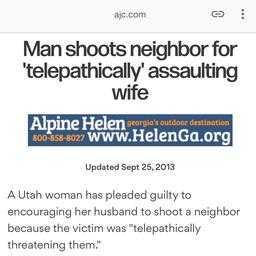 ajc.com
Man shoots neighbor for
'telepathically' assaulting
wife
Alpine Helen georgia's outdoor destination
800-858-8027 www.HelenGa.org
Updated Sept 25, 2013
A Utah woman has pleaded guilty to
encouraging her husband to shoot a neighbor
because the victim was "telepathically
threatening them."